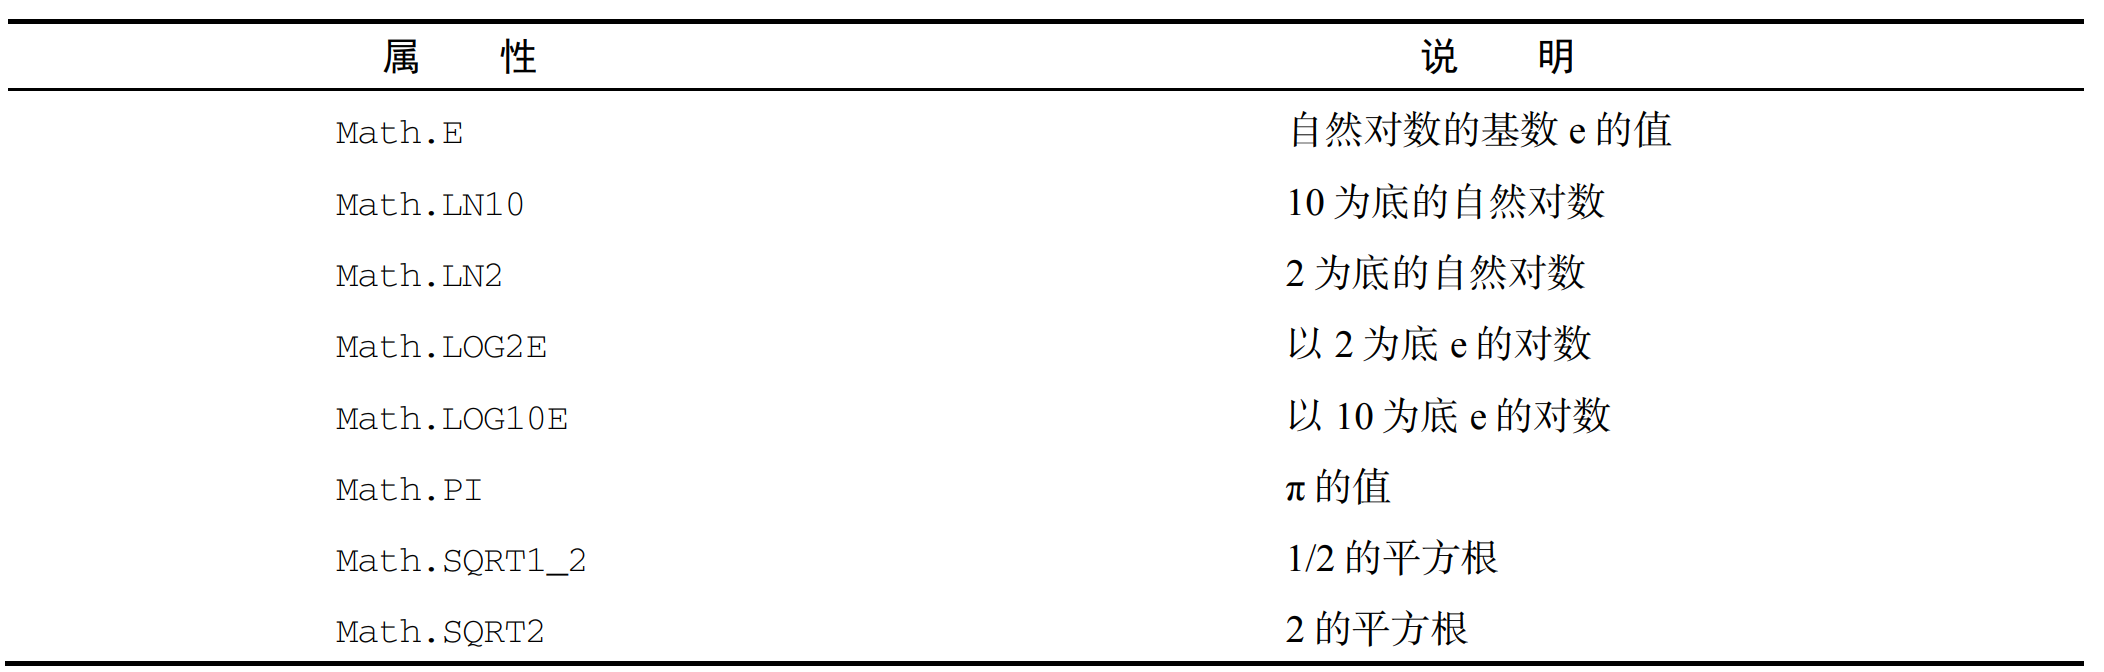 属 性 说 明
Math.E 自然对数的基数 e 的值
Math.LN10 10 为底的自然对数
Math.LN2 2 为底的自然对数
Math.LOG2E 以 2 为底 e 的对数
Math.LOG10E 以 10 为底 e 的对数
Math.PI π 的值
Math.SQRT1_2 1/2 的平方根
Math.SQRT2 2 的平方根